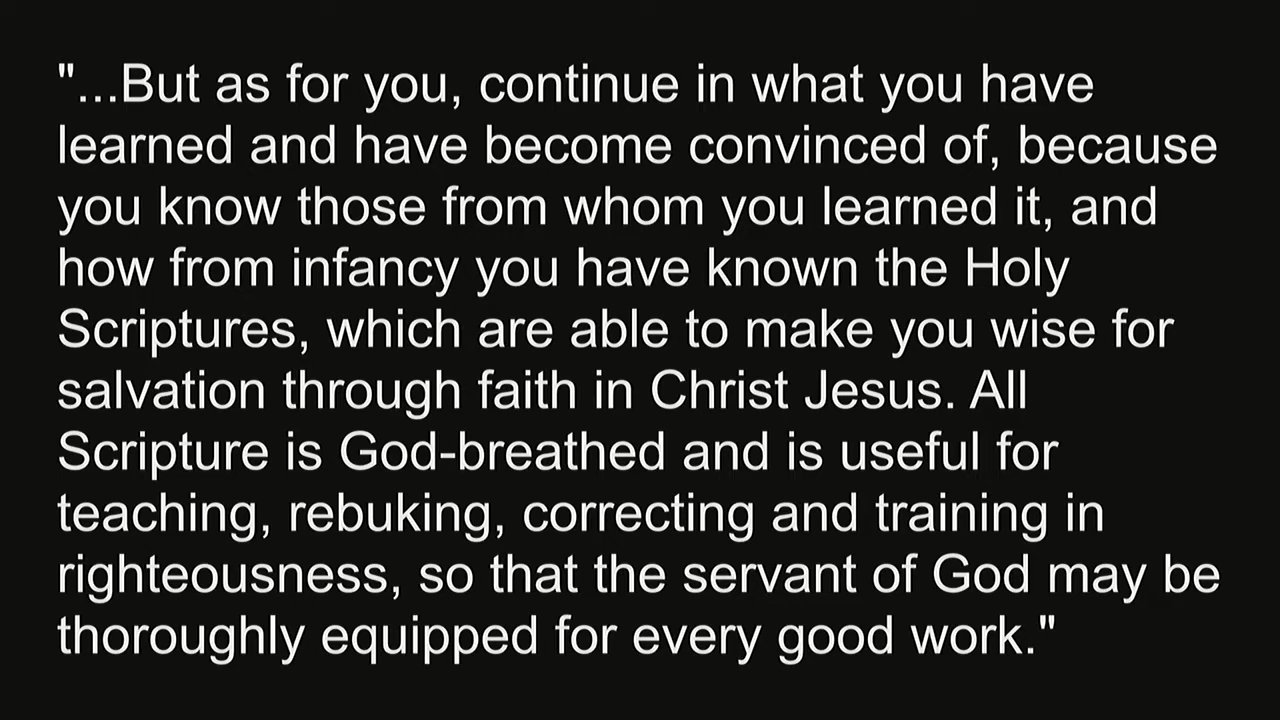 "...But as for you, continue in what you have
learned and have become convinced of, because
you know those from whom you learned it, and
how from infancy you have known the Holy
Scriptures, which are able to make you wise for
salvation through faith in Christ Jesus. All
Scripture is God-breathed and is useful for
teaching, rebuking, correcting and training in
righteousness, so that the servant of God may be
thoroughly equipped for every good work."